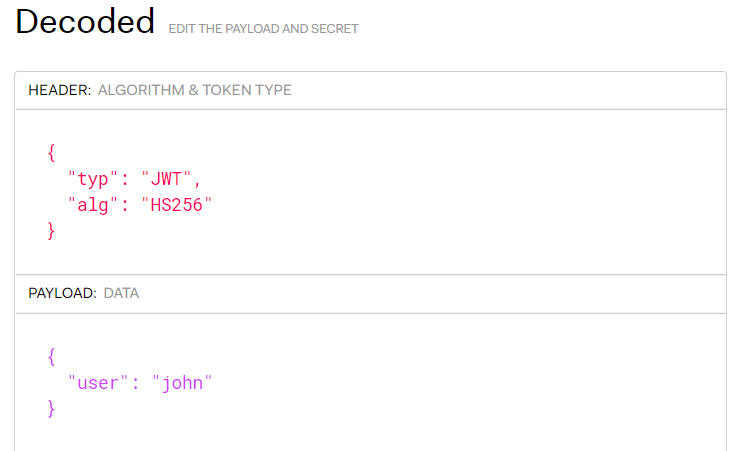 Decoded EDIT THE PAYLOAD AND SECRET
HEADER: ALGORITHM & TOKEN TYPE
{
"typ": "JWT",
"alg": "HS256"
}
PAYLOAD: DATA
{
"user": "john"
}